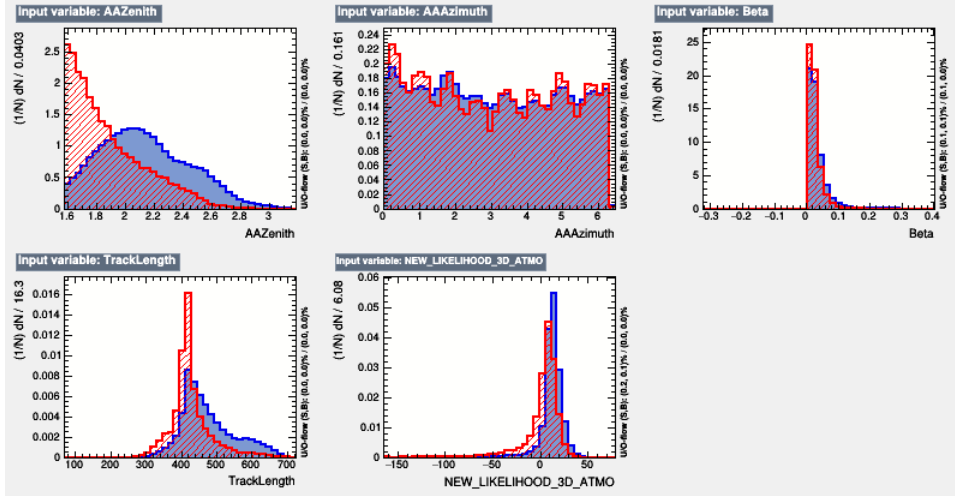 Input variable: AAZenith
(1/N) dN / 0.0403
2.5
2
1.5
1
0.5
0
1.6 1.8 2 2.2 2.4 2.6 2.8 3
AAZenith
U/O-flow (S,B): (0.0, 0.0)% / (0.0, 0.0)%
Input variable: AAAzimuth
(1/N) dN / 0.161
0.24
0.22
0.2
0.18
0.16
0.14
0.12
0.1
0.08
0.06
0.04
0.02
0
0 1 2 3 4 5 6
AAAzimuth
U/O-flow (S,B): (0.0, 0.0)% / (0.0, 0.0)%
Input variable: Beta
(1/N) dN / 0.0181
25
20
15
10
5
0
−0.3 −0.2 −0.1 0 0.1 0.2 0.3 0.4
Beta
U/O-flow (S,B): (0.1, 0.1)% / (0.1, 0.0)%
Input variable: TrackLength
(1/N) dN / 16.3
0.016
0.014
0.012
0.01
0.008
0.006
0.004
0.002
0
100 200 300 400 500 600 700
TrackLength
U/O-flow (S,B): (0.0, 0.0)% / (0.0, 0.0)%
Input variable: NEW_LIKELIHOOD_3D_ATMO
(1/N) dN / 6.08
0.06
0.05
0.04
0.03
0.02
0.01
0
−150 −100 −50 0 50
NEW_LIKELIHOOD_3D_ATMO
U/O-flow (S,B): (0.2, 0.1)% / (0.0, 0.0)%